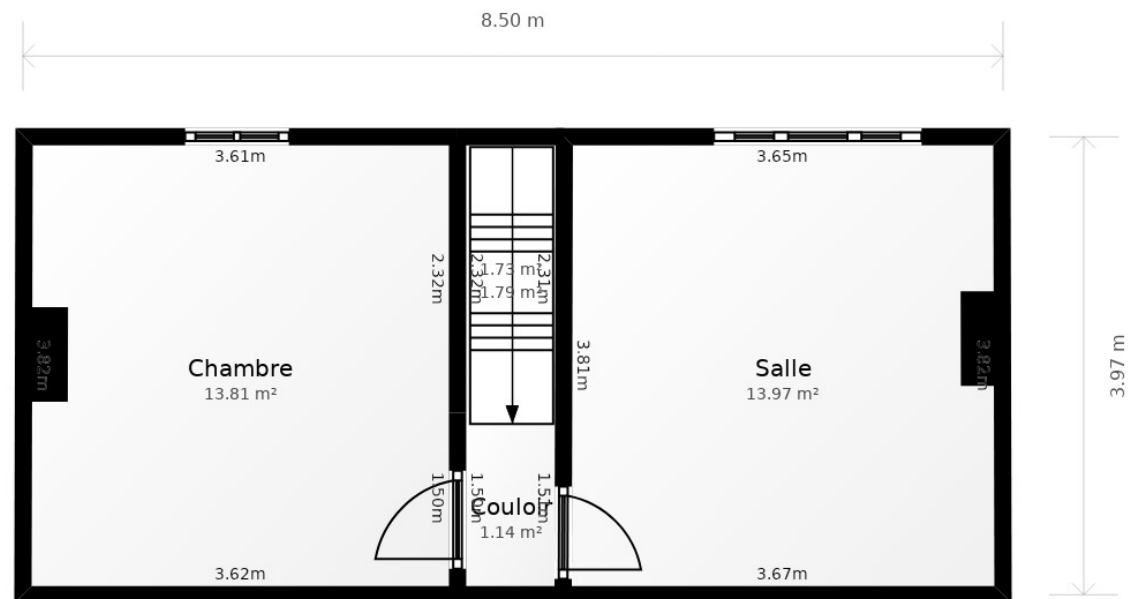 8.50 m
3.61m
3.65m
2.32m
2.32m
2.31m
1.73 m²
1.79 m²
3.82m
Chambre
13.81 m²
3.81m
Salle
13.97 m²
3.82m
3.97 m
1.50m
1.50m
1.51m
Couloir
1.14 m²
3.62m
3.67m